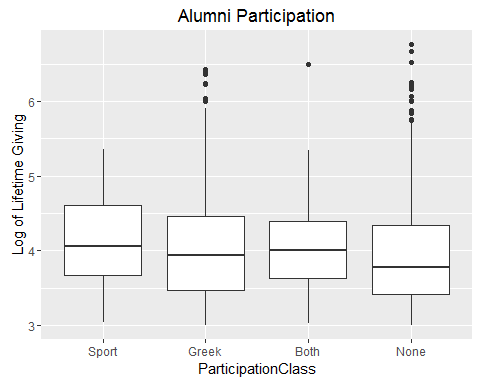 Alumni Participation
Log of Lifetime Giving
6
5
4
3
Sport Greek Both None
ParticipationClass